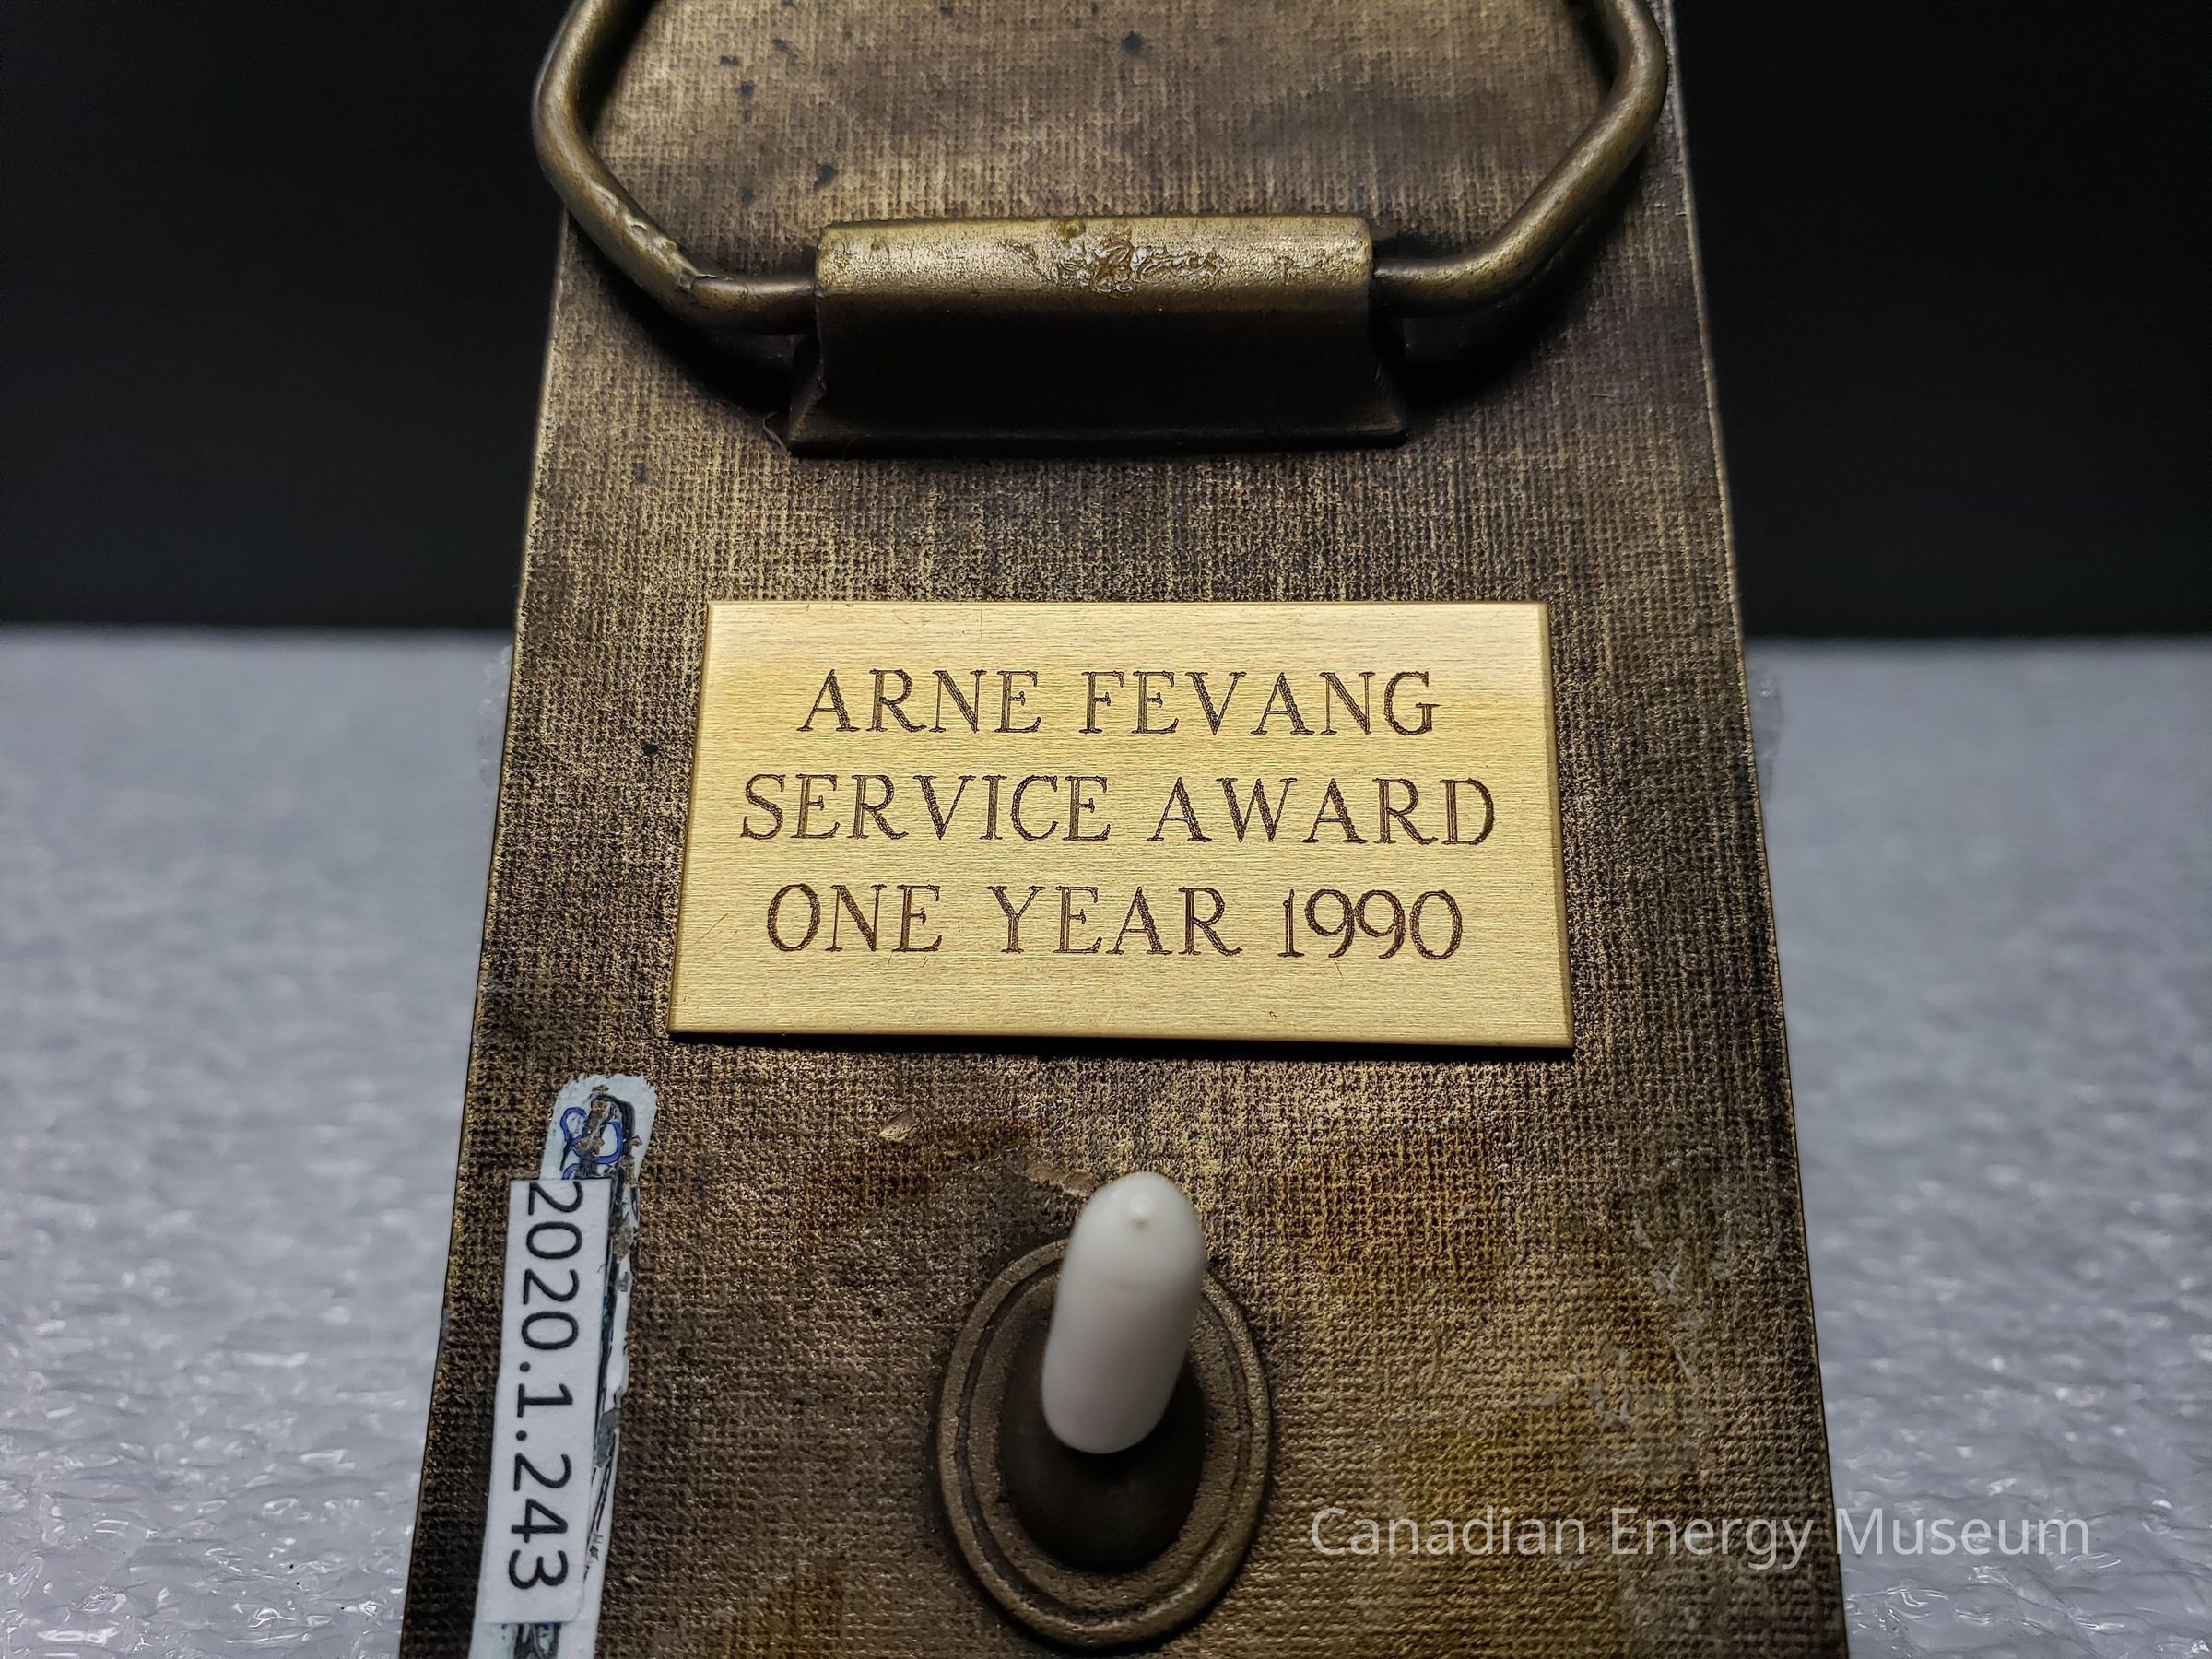 ARNE FEVANG
SERVICE AWARD
ONE YEAR 1990
2020.1.243
Canadian Energy Museum